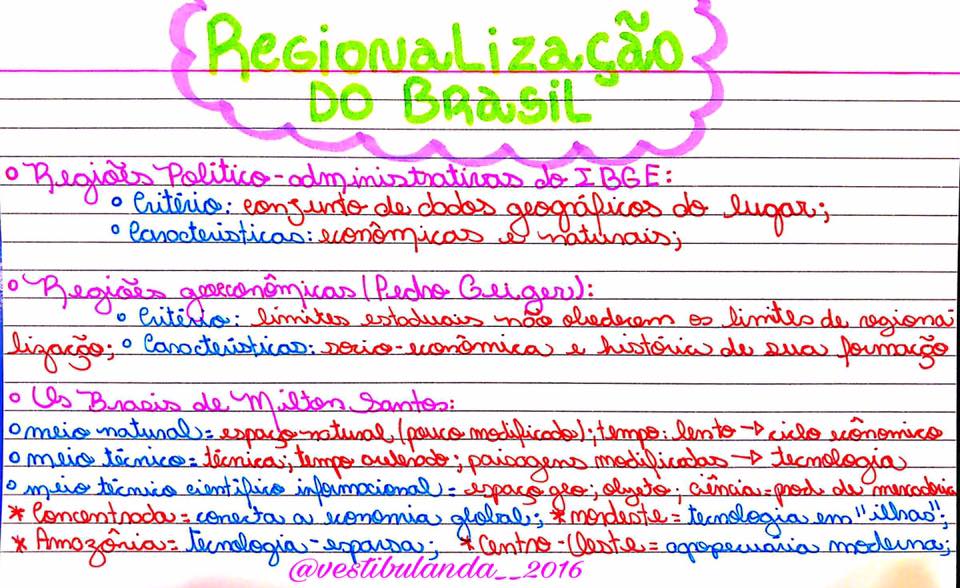 Regionalização
do Brasil
Regiões Político-administrativas do IBGE:
Critério: conjunto de dados geográficos do lugar;
Características: econômicas e naturais;
Regiões geoeconômicas (Pedro Geiger):
Critério: limites estaduais não obedecem os limites de regiona
lização; Características: socio-econômica e história de sua formação
Os Brasis de Milton Santos:
meio natural = espaço natural (pouco modificado); tempo: lento → ciclo econômico
meio técnico = técnica; tempo acelerado; paisagens modificadas → tecnologia
meio técnico científico informacional = espaço geo; objeto; ciência = prod. de mercadoria
* Concentrada = conecta a economia global; * nordeste = tecnologia em "ilhas";
* Amazônia = tecnologia-esparsa; * Centro-Oeste = agropecuária moderna;
@vestibulanda__2016